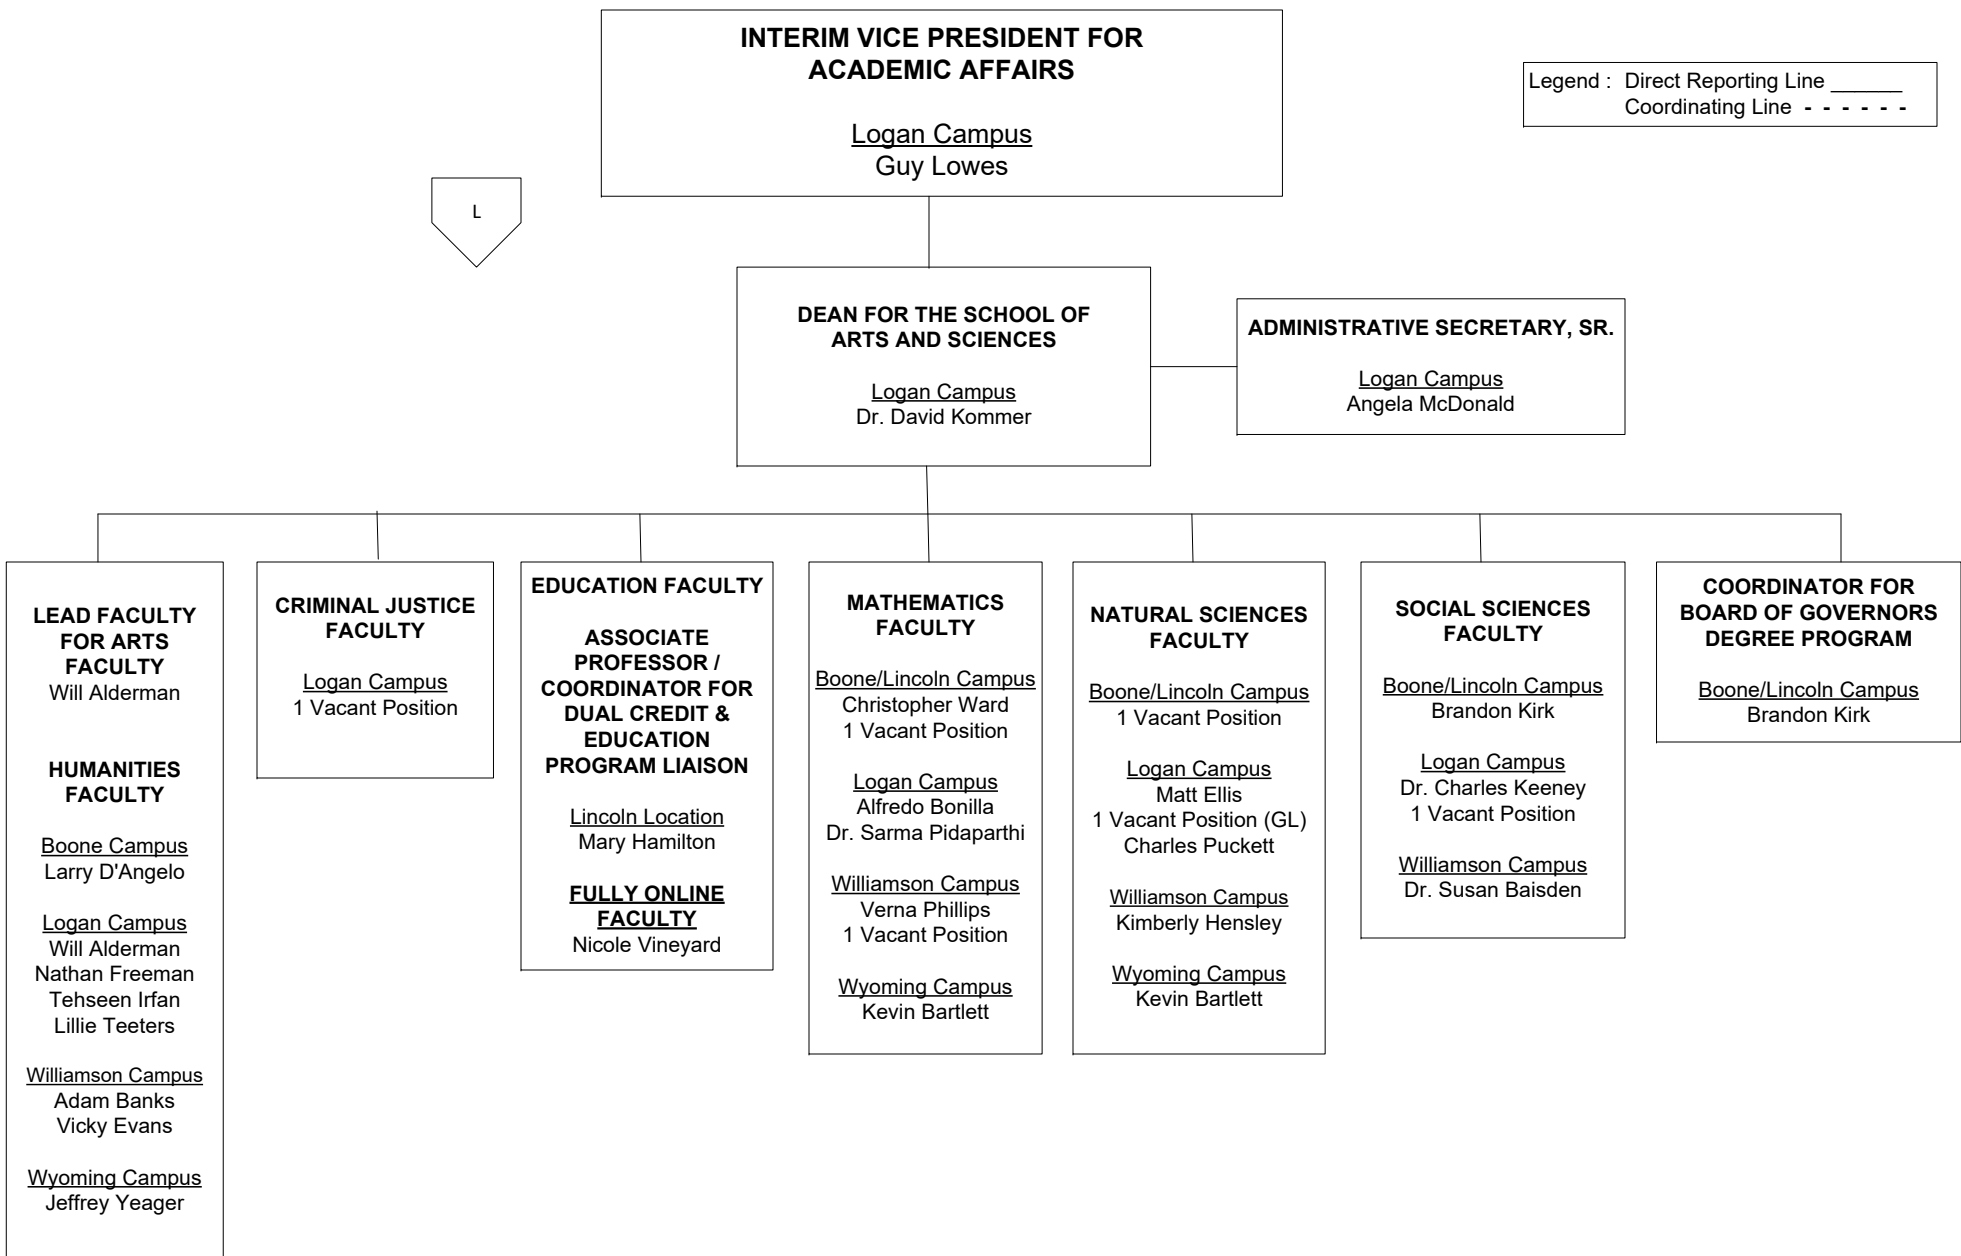 INTERIM VICE PRESIDENT FOR
ACADEMIC AFFAIRS
Logan Campus
Guy Lowes
Legend : Direct Reporting Line ______
Coordinating Line - - - - - -
L
DEAN FOR THE SCHOOL OF
ARTS AND SCIENCES
Logan Campus
Dr. David Kommer
ADMINISTRATIVE SECRETARY, SR.
Logan Campus
Angela McDonald
LEAD FACULTY
FOR ARTS
FACULTY
Will Alderman
HUMANITIES
FACULTY
Boone Campus
Larry D'Angelo
Logan Campus
Will Alderman
Nathan Freeman
Tehseen Irfan
Lillie Teeters
Williamson Campus
Adam Banks
Vicky Evans
Wyoming Campus
Jeffrey Yeager
CRIMINAL JUSTICE
FACULTY
Logan Campus
1 Vacant Position
EDUCATION FACULTY
ASSOCIATE
PROFESSOR /
COORDINATOR FOR
DUAL CREDIT &
EDUCATION
PROGRAM LIAISON
Lincoln Location
Mary Hamilton
FULLY ONLINE
FACULTY
Nicole Vineyard
MATHEMATICS
FACULTY
Boone/Lincoln Campus
Christopher Ward
1 Vacant Position
Logan Campus
Alfredo Bonilla
Dr. Sarma Pidaparthi
Williamson Campus
Verna Phillips
1 Vacant Position
Wyoming Campus
Kevin Bartlett
NATURAL SCIENCES
FACULTY
Boone/Lincoln Campus
1 Vacant Position
Logan Campus
Matt Ellis
1 Vacant Position (GL)
Charles Puckett
Williamson Campus
Kimberly Hensley
Wyoming Campus
Kevin Bartlett
SOCIAL SCIENCES
FACULTY
Boone/Lincoln Campus
Brandon Kirk
Logan Campus
Dr. Charles Keeney
1 Vacant Position
Williamson Campus
Dr. Susan Baisden
COORDINATOR FOR
BOARD OF GOVERNORS
DEGREE PROGRAM
Boone/Lincoln Campus
Brandon Kirk